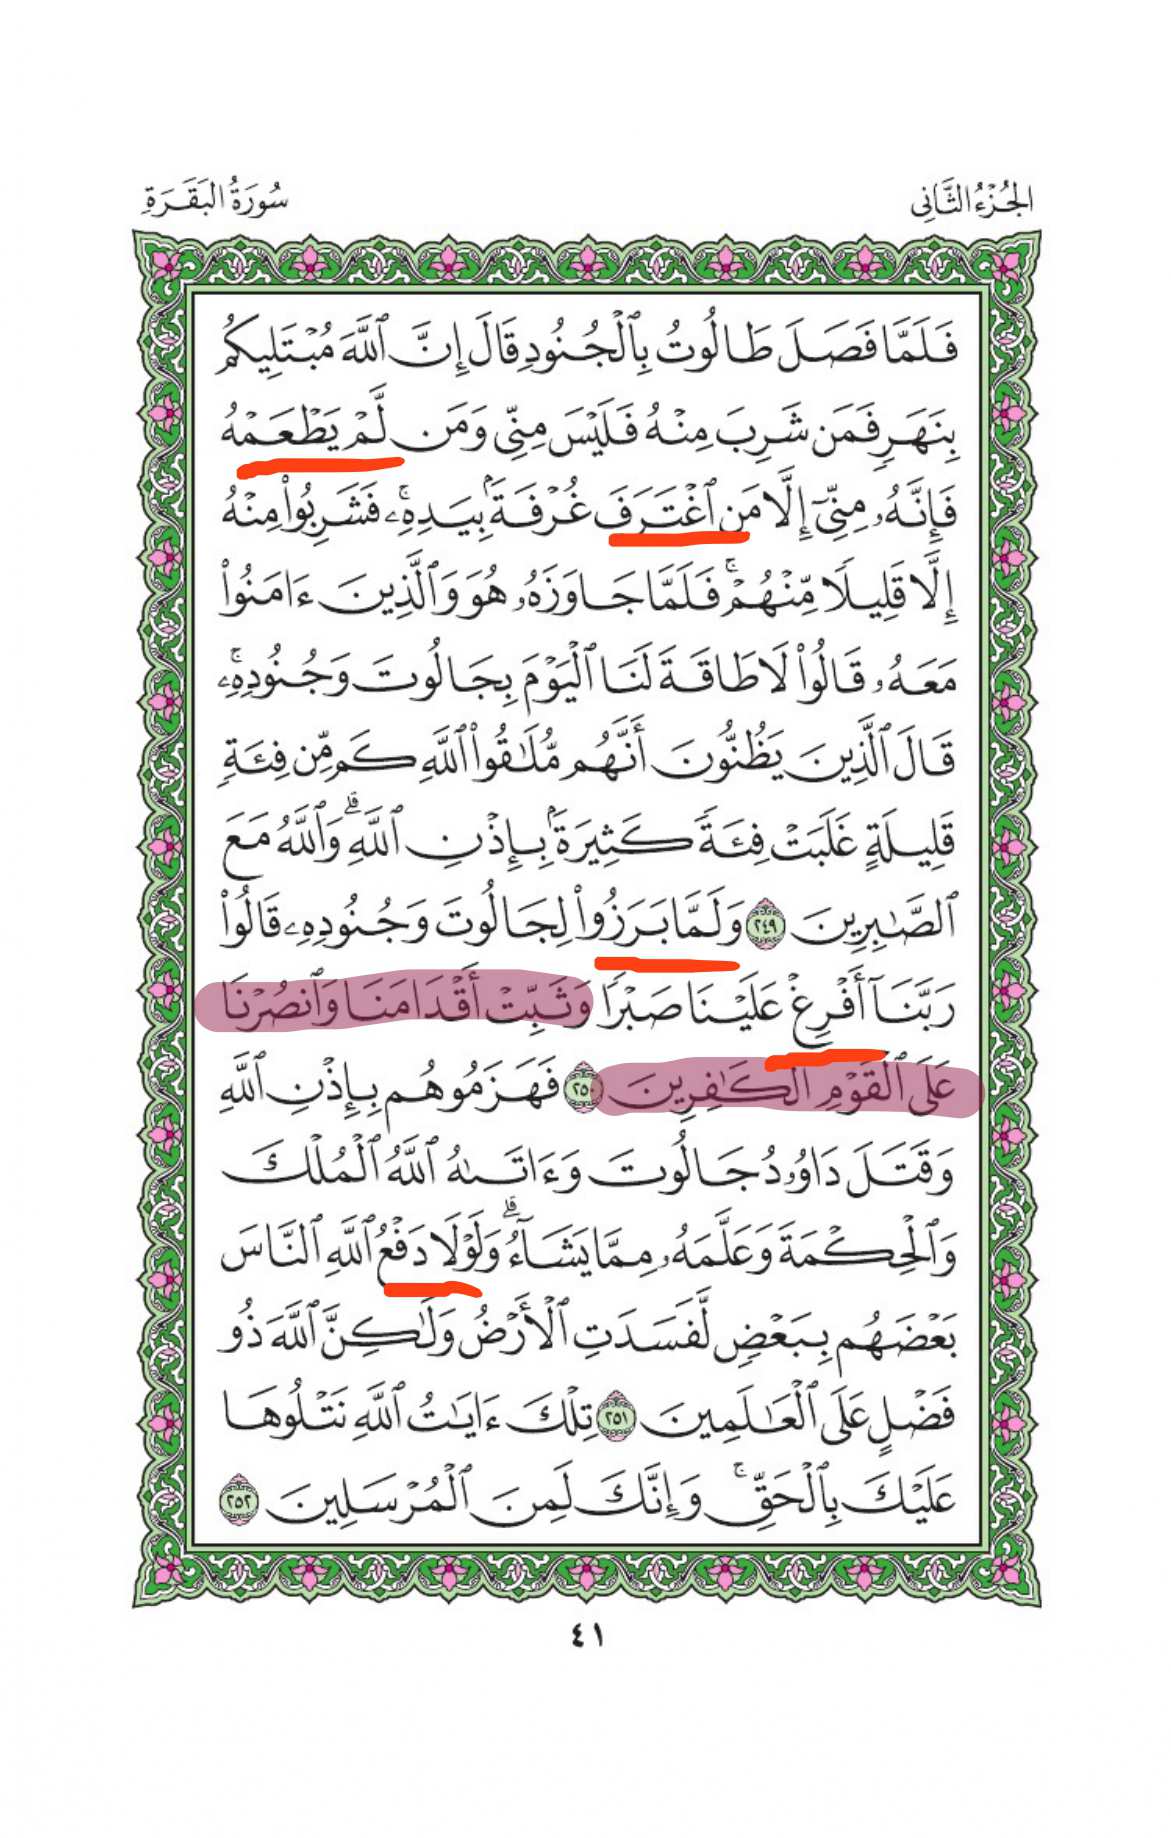 الجُزْءُ الثَّانِي
سُورَةُ البَقَرَةِ
فَلَمَّا فَصَلَ طَالُوتُ بِٱلۡجُنُودِ قَالَ إِنَّ ٱللَّهَ مُبۡتَلِيكُم
بِنَهَرٖ فَمَن شَرِبَ مِنۡهُ فَلَيۡسَ مِنِّي وَمَن لَّمۡ يَطۡعَمۡهُ
فَإِنَّهُۥ مِنِّيٓ إِلَّا مَنِ ٱغۡتَرَفَ غُرۡفَةَۢ بِيَدِهِۦۚ فَشَرِبُواْ مِنۡهُ
إِلَّا قَلِيلٗا مِّنۡهُمۡۚ فَلَمَّا جَاوَزَهُۥ هُوَ وَٱلَّذِينَ ءَامَنُواْ
مَعَهُۥ قَالُواْ لَا طَاقَةَ لَنَا ٱلۡيَوۡمَ بِجَالُوتَ وَجُنُودِهِۦۚ
قَالَ ٱلَّذِينَ يَظُنُّونَ أَنَّهُم مُّلَٰقُواْ ٱللَّهِ كَم مِّن فِئَةٖ
قَلِيلَةٍ غَلَبَتۡ فِئَةٗ كَثِيرَةَۢ بِإِذۡنِ ٱللَّهِۗ وَٱللَّهُ مَعَ
ٱلصَّٰبِرِينَ ٢٤٩ وَلَمَّا بَرَزُواْ لِجَالُوتَ وَجُنُودِهِۦ قَالُواْ
رَبَّنَآ أَفۡرِغۡ عَلَيۡنَا صَبۡرٗا وَثَبِّتۡ أَقۡدَامَنَا وَٱنصُرۡنَا
عَلَى ٱلۡقَوۡمِ ٱلۡكَٰفِرِينَ ٢٥٠ فَهَزَمُوهُم بِإِذۡنِ ٱللَّهِ
وَقَتَلَ دَاوُۥدُ جَالُوتَ وَءَاتَىٰهُ ٱللَّهُ ٱلۡمُلۡكَ
وَٱلۡحِكۡمَةَ وَعَلَّمَهُۥ مِمَّا يَشَآءُۗ وَلَوۡلَا دَفۡعُ ٱللَّهِ ٱلنَّاسَ
بَعۡضَهُم بِبَعۡضٖ لَّفَسَدَتِ ٱلۡأَرۡضُ وَلَٰكِنَّ ٱللَّهَ ذُو
فَضۡلٍ عَلَى ٱلۡعَٰلَمِينَ ٢٥١ تِلۡكَ ءَايَٰتُ ٱللَّهِ نَتۡلُوهَا
عَلَيۡكَ بِٱلۡحَقِّۚ وَإِنَّكَ لَمِنَ ٱلۡمُرۡسَلِينَ ٢٥٢
٤١